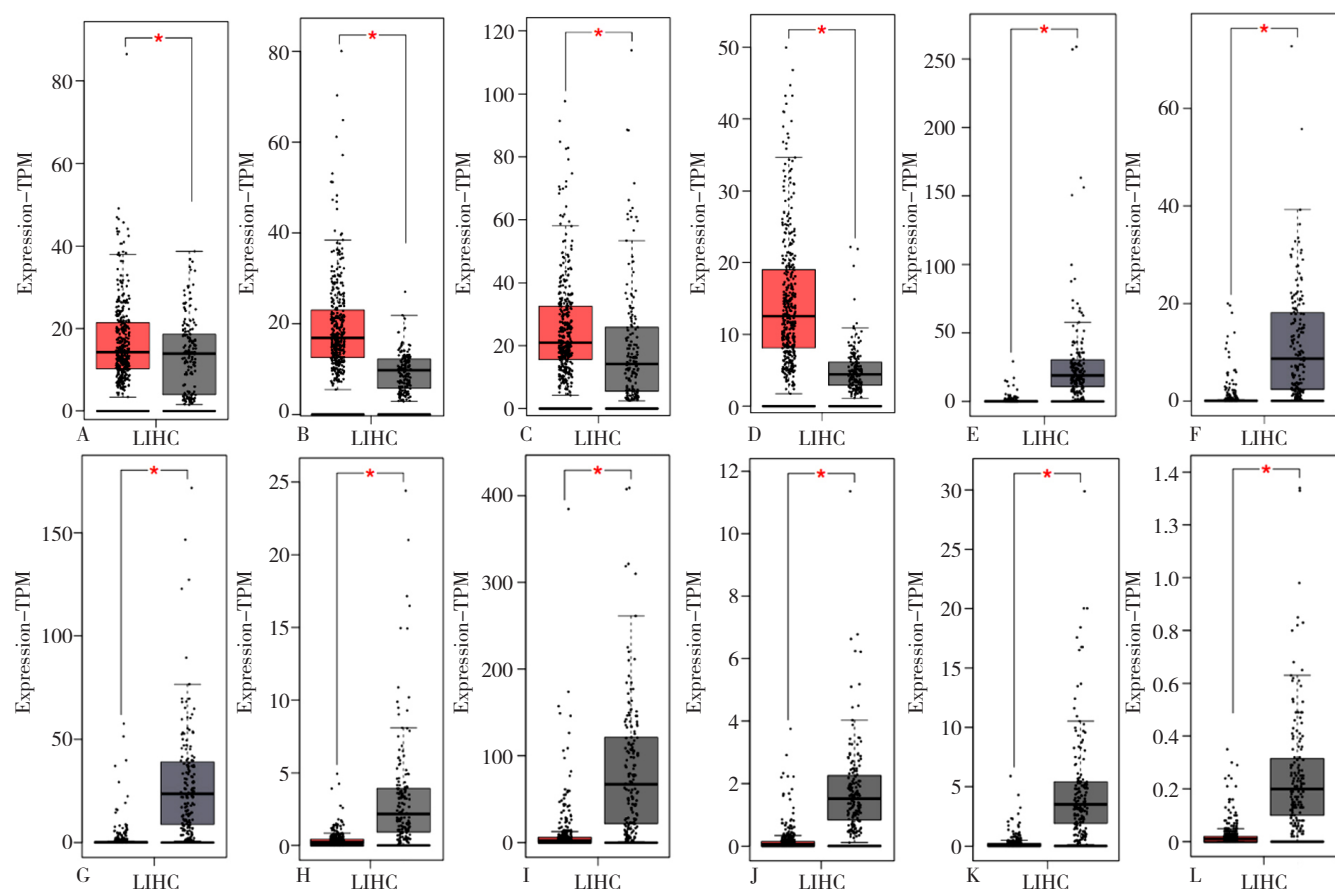 *
Expression-TPM
80
60
40
20
0
A
LIHC
*
Expression-TPM
80
60
40
20
0
B
LIHC
*
Expression-TPM
120
100
80
60
40
20
0
C
LIHC
*
Expression-TPM
50
40
30
20
10
0
D
LIHC
*
Expression-TPM
250
200
150
100
50
0
E
LIHC
*
Expression-TPM
60
40
20
0
F
LIHC
*
Expression-TPM
150
100
50
0
G
LIHC
*
Expression-TPM
25
20
15
10
5
0
H
LIHC
*
Expression-TPM
400
300
200
100
0
I
LIHC
*
Expression-TPM
12
10
8
6
4
2
0
J
LIHC
*
Expression-TPM
30
25
20
15
10
5
0
K
LIHC
*
Expression-TPM
1.4
1.3
1.0
0.8
0.6
0.4
0.2
0
L
LIHC